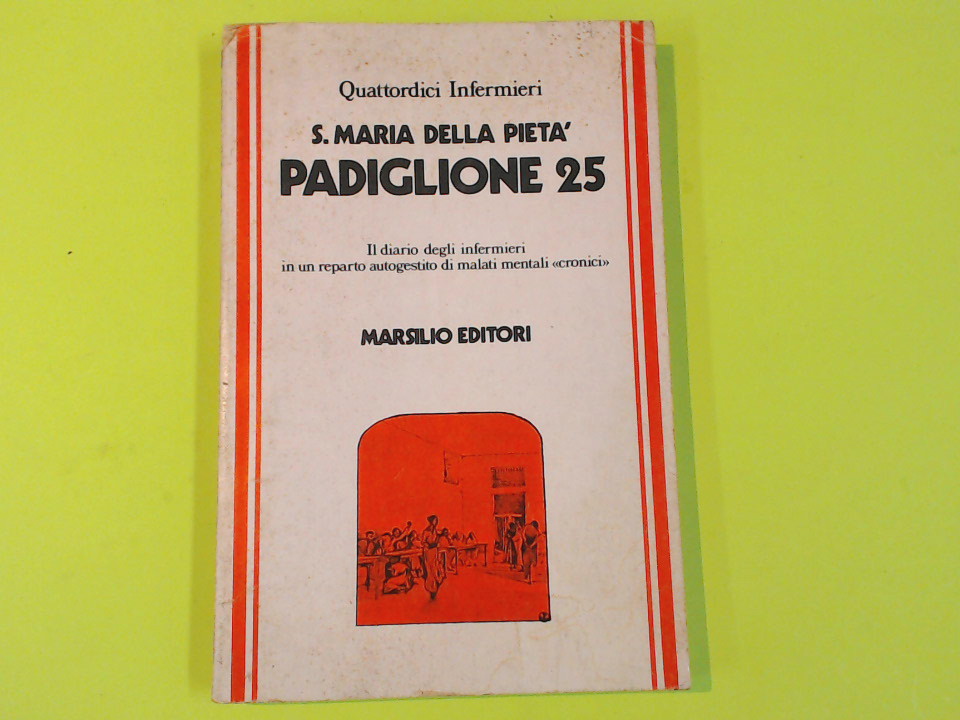 Quattordici Infermieri
S. MARIA DELLA PIETA'
PADIGLIONE 25
Il diario degli infermieri
in un reparto autogestito di malati mentali «cronici»
MARSILIO EDITORI